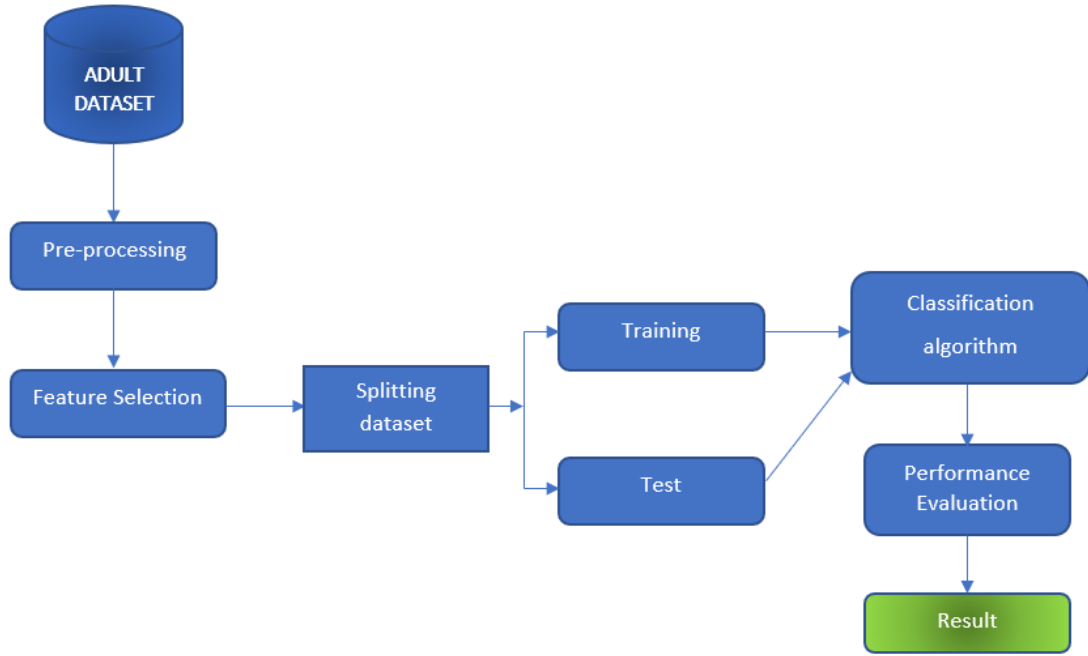 ADULT
DATASET
Pre-processing
Feature Selection
Splitting
dataset
Training
Test
Classification
algorithm
Performance
Evaluation
Result